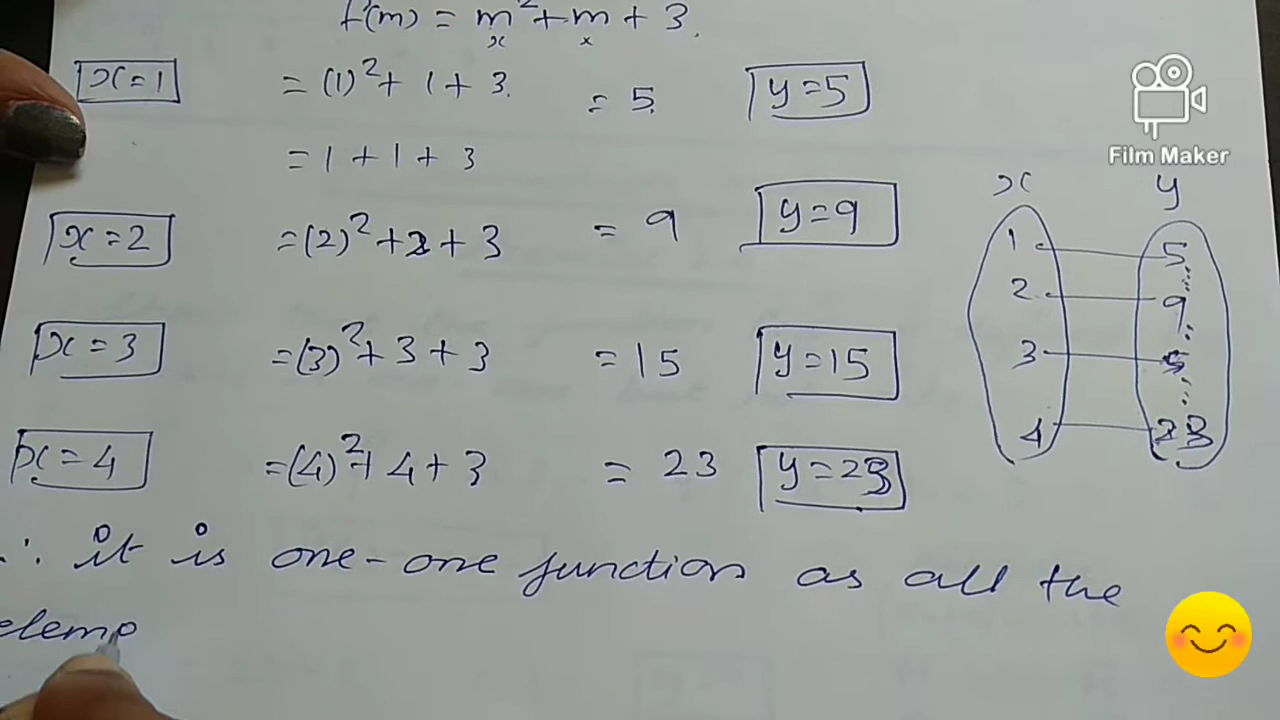 f(m) = m² + m + 3.
x x
x = 1 = (1)² + 1 + 3. = 5. y = 5
= 1 + 1 + 3
x = 2 = (2)² + 2 + 3 = 9 y = 9
x = 3 = (3)² + 3 + 3 = 15 y = 15
x = 4 = (4)² + 4 + 3 = 23 y = 23
∴ it is one-one function as all the
eleme
Film Maker
x y
1 5
2 9
3
4 23